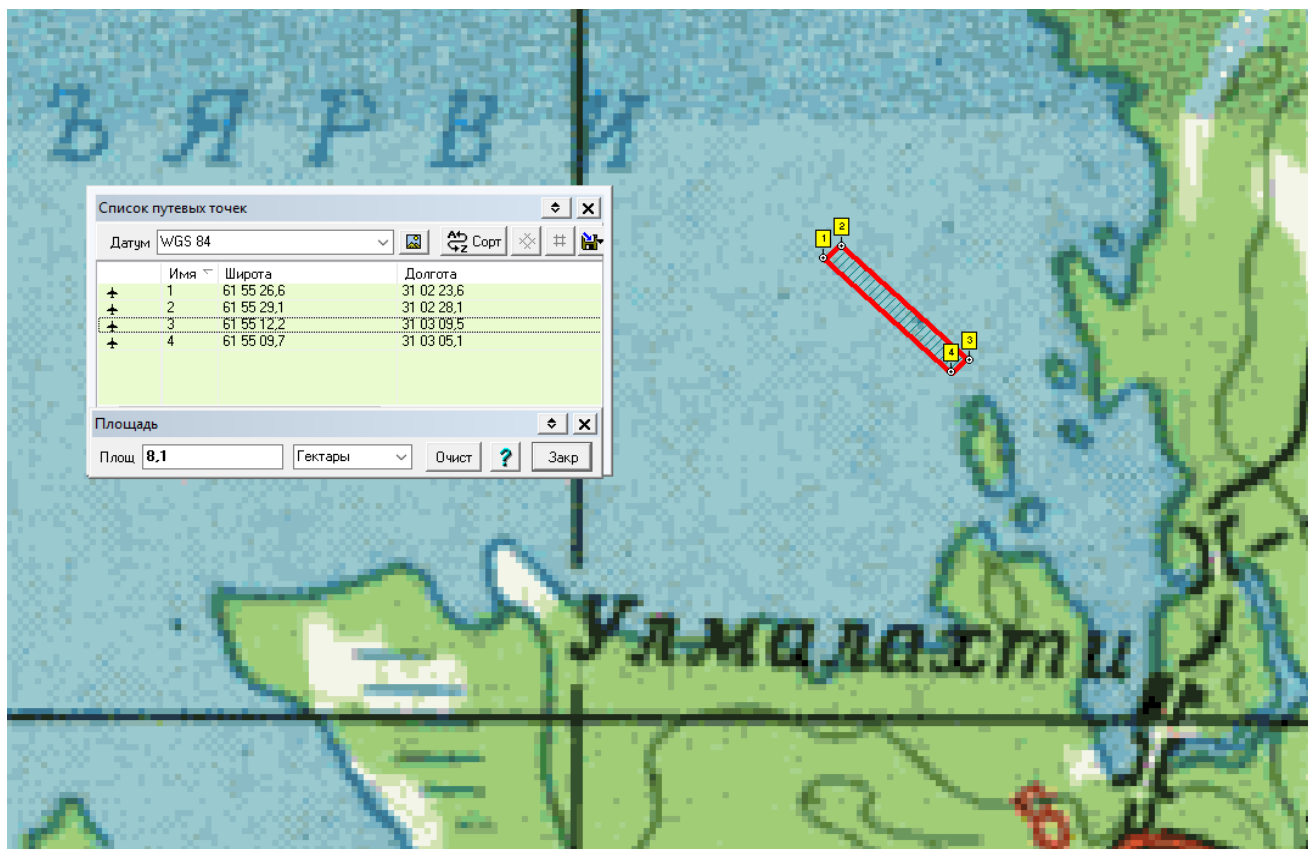 Ъ Я Р В И
Список путевых точек
Датум WGS 84 Сорт
Имя Широта Долгота
1 61 55 26,6 31 02 23,6
2 61 55 29,1 31 02 28,1
3 61 55 12,2 31 03 09,5
4 61 55 09,7 31 03 05,1
Площадь
Площ 8,1 Гектары Очист ? Закр
1
2
3
4
Улмалахти
Б